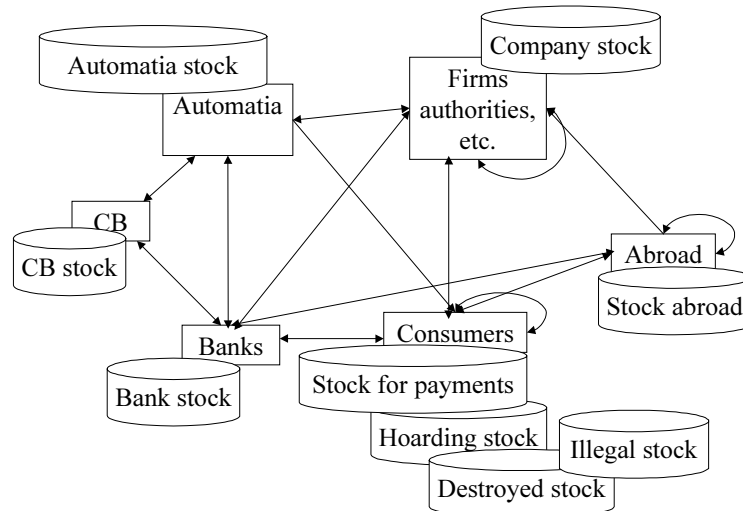 Company stock
Automatia stock
Firms
authorities,
etc.
Automatia
CB
CB stock
Abroad
Stock abroad
Banks
Consumers
Bank stock
Stock for payments
Hoarding stock
Illegal stock
Destroyed stock